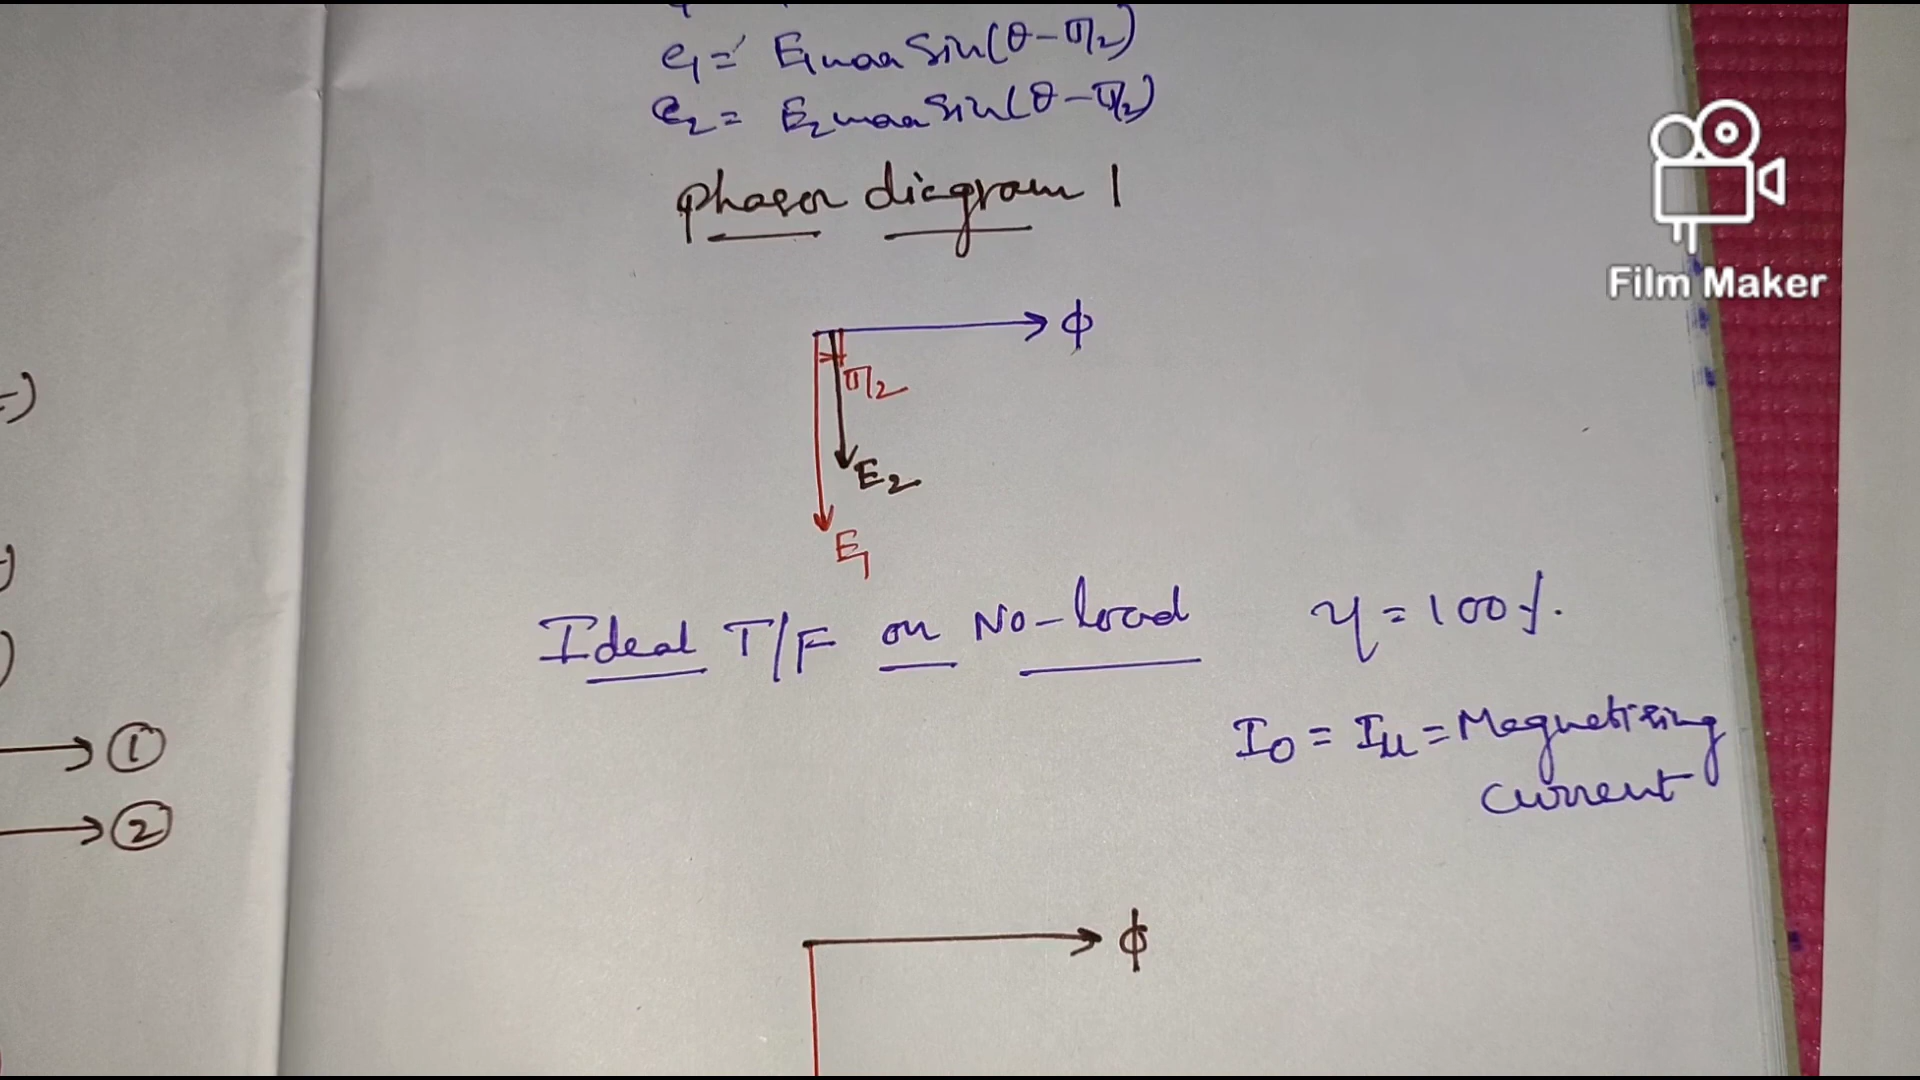 e₁ = E₁max Sin(θ-π/2)
e₂ = E₂max Sin(θ-π/2)
phasor diagram 1
Film Maker
ϕ
π/2
E₂
E₁
Ideal T/F on No-load η = 100%.
I₀ = Iμ = Magnetising
current
①
②
ϕ